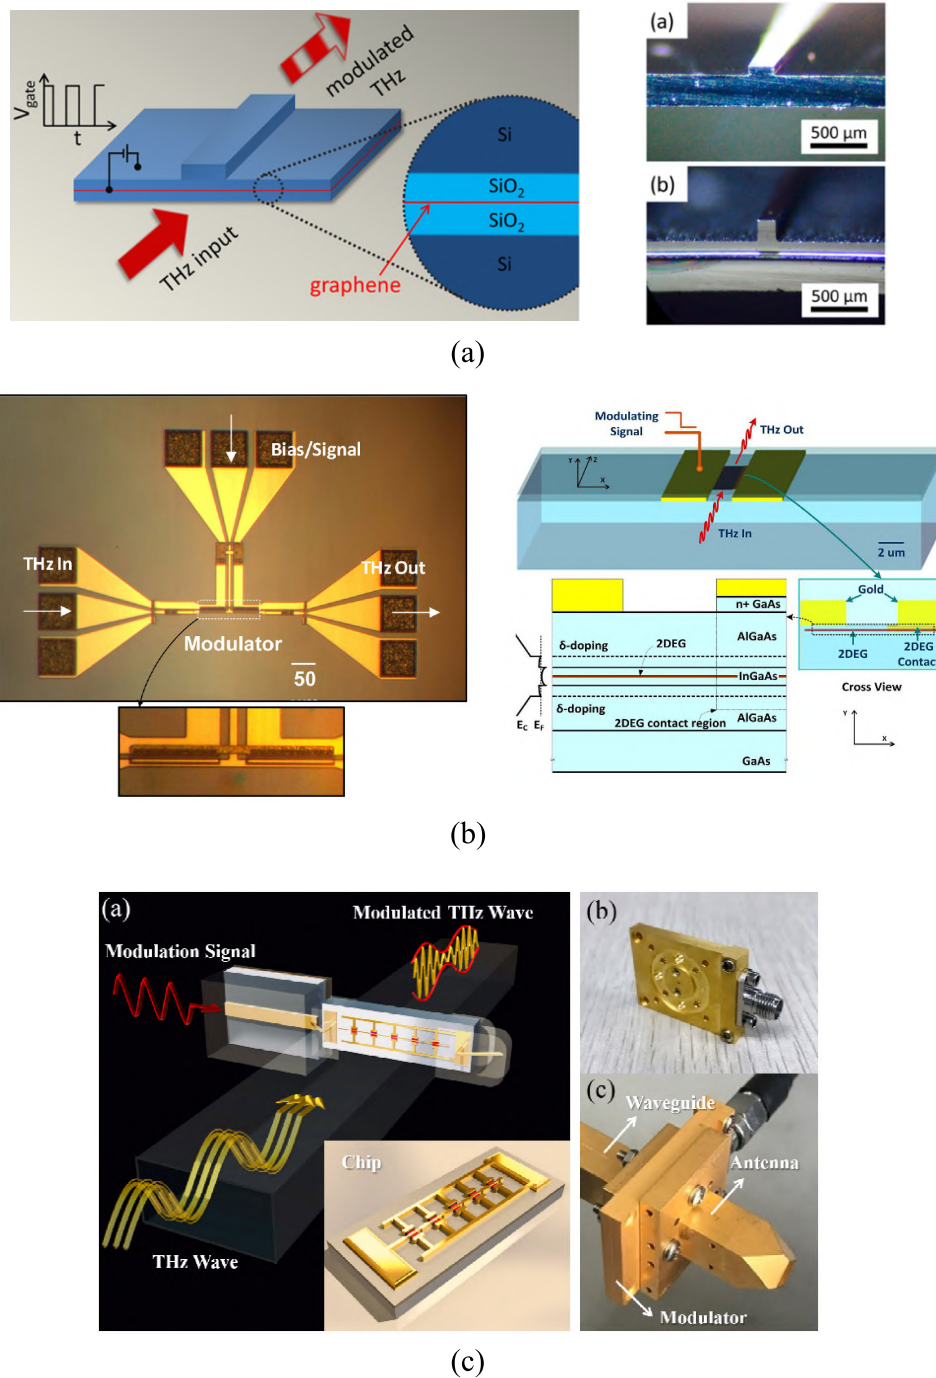 modulated
THz
V
gate
t
THz input
Si
SiO2
SiO2
Si
graphene
(a)
500 µm
(b)
500 µm
(a)
Bias/Signal
THz In
THz Out
Modulator
50
Modulating
Signal
THz Out
Y
Z
X
THz In
2 um
n+ GaAs
AlGaAs
δ-doping
2DEG
InGaAs
δ-doping
2DEG contact region
AlGaAs
EC EF
GaAs
Gold
2DEG
2DEG
Contact
Cross View
Y
X
(b)
(a)
Modulated THz Wave
Modulation Signal
THz Wave
Chip
(b)
(c)
Waveguide
Antenna
Modulator
(c)